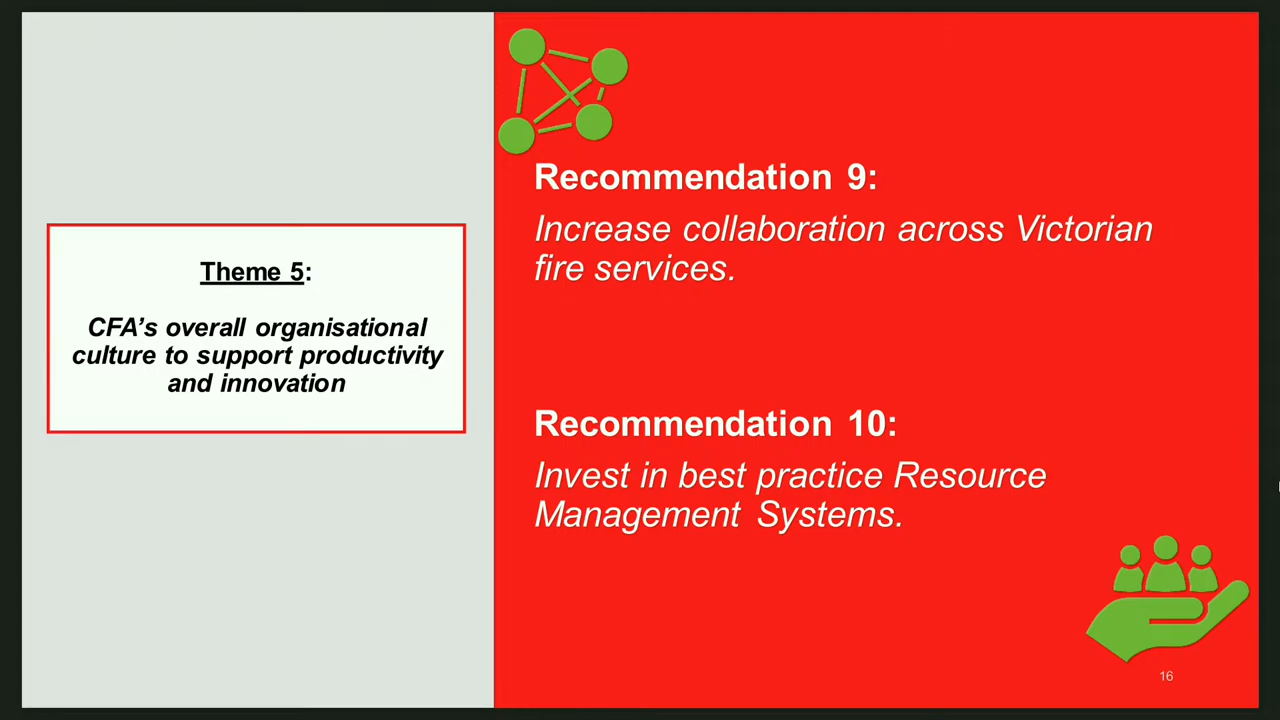 Theme 5:
CFA's overall organisational
culture to support productivity
and innovation
Recommendation 9:
Increase collaboration across Victorian
fire services.
Recommendation 10:
Invest in best practice Resource
Management Systems.
16